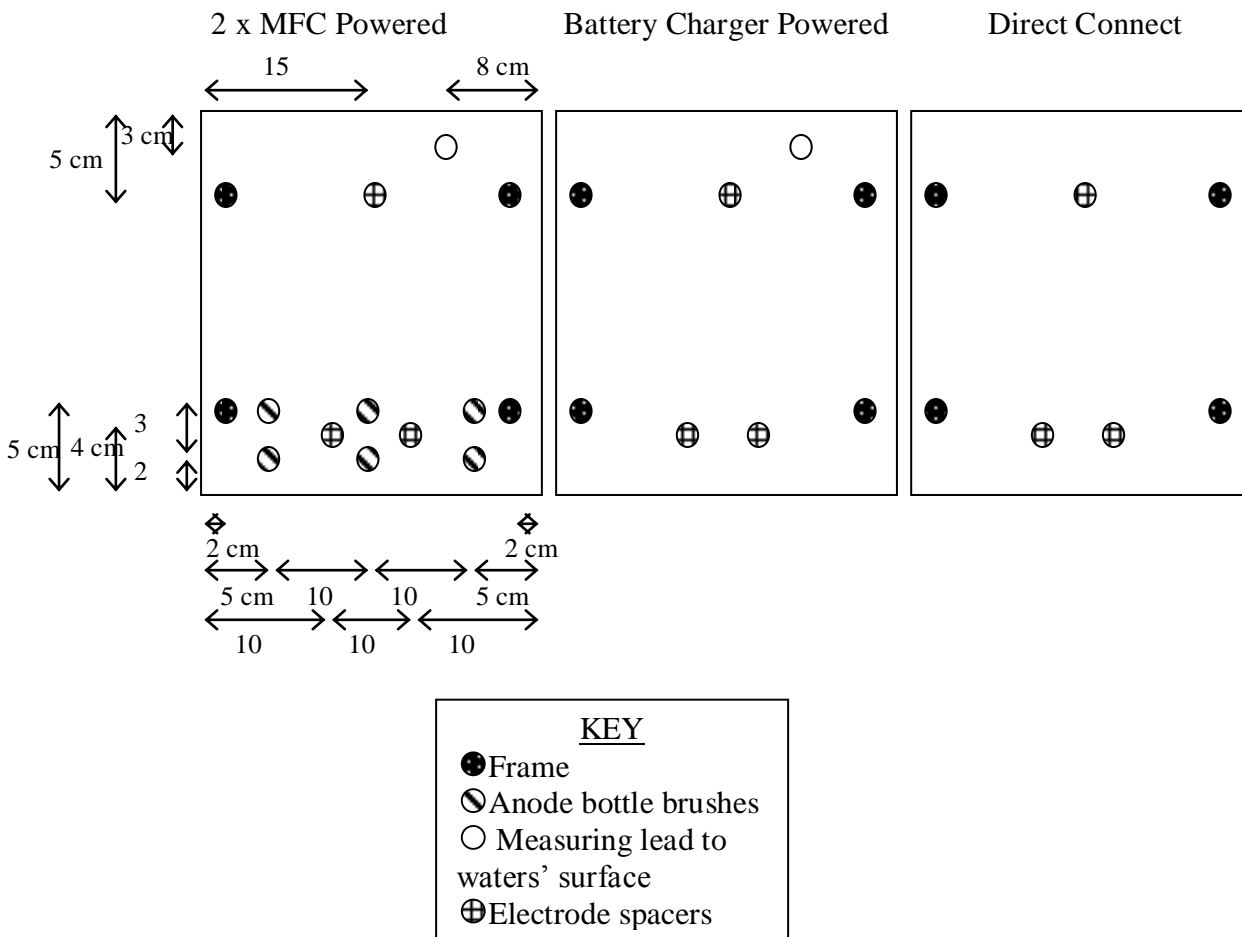 2 x MFC Powered Battery Charger Powered Direct Connect
15 8 cm
3 cm
5 cm
3
5 cm 4 cm
2
2 cm 2 cm
5 cm 10 10 5 cm
10 10 10
KEY
Frame
Anode bottle brushes
Measuring lead to
waters’ surface
Electrode spacers